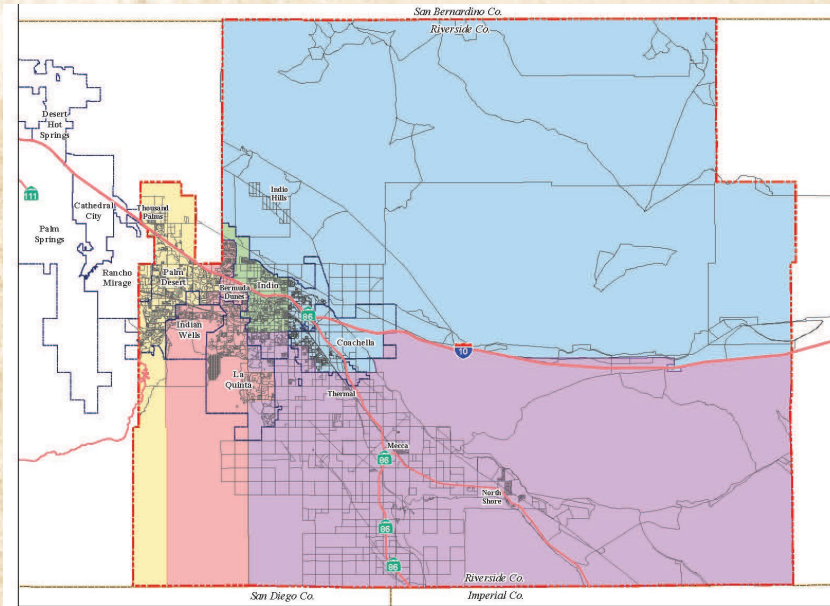 San Bernardino Co.
Riverside Co.
Desert
Hot
Springs
111
Indio
Hills
Cathedral
City
Thousand
Palms
Palm
Springs
Rancho
Mirage
Palm
Desert
Bermuda
Dunes
Indio
86
Indian
Wells
Coachella
10
La
Quinta
Thermal
Mecca
86
North
Shore
86
86
Riverside Co.
San Diego Co.
Imperial Co.